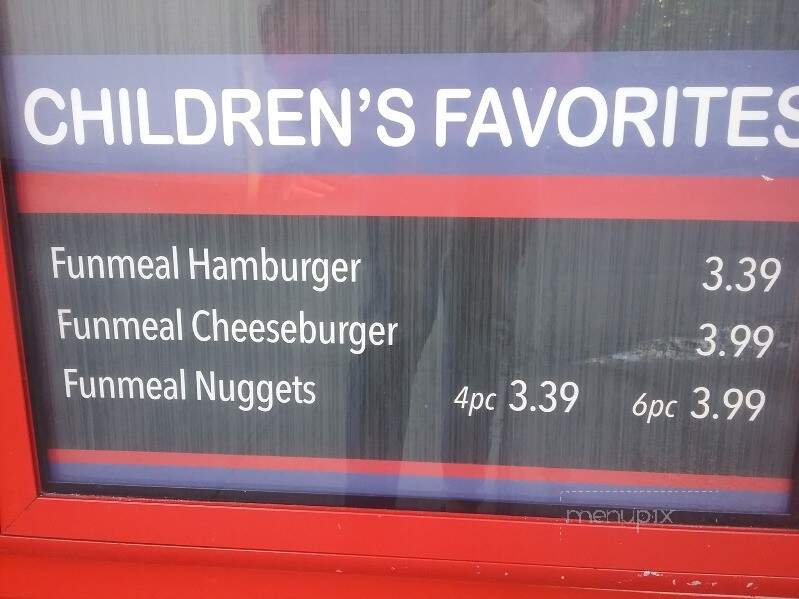 CHILDREN'S FAVORITES
Funmeal Hamburger 3.39
Funmeal Cheeseburger 3.99
Funmeal Nuggets 4pc 3.39 6pc 3.99
menupix